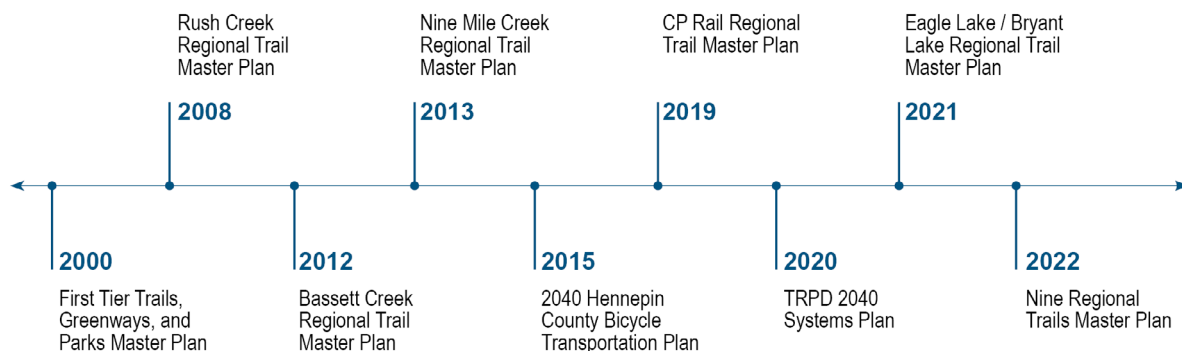 Rush Creek
Regional Trail
Master Plan
2008
Nine Mile Creek
Regional Trail
Master Plan
2013
CP Rail Regional
Trail Master Plan
2019
Eagle Lake / Bryant
Lake Regional Trail
Master Plan
2021
2000
First Tier Trails,
Greenways, and
Parks Master Plan
2012
Bassett Creek
Regional Trail
Master Plan
2015
2040 Hennepin
County Bicycle
Transportation Plan
2020
TRPD 2040
Systems Plan
2022
Nine Regional
Trails Master Plan